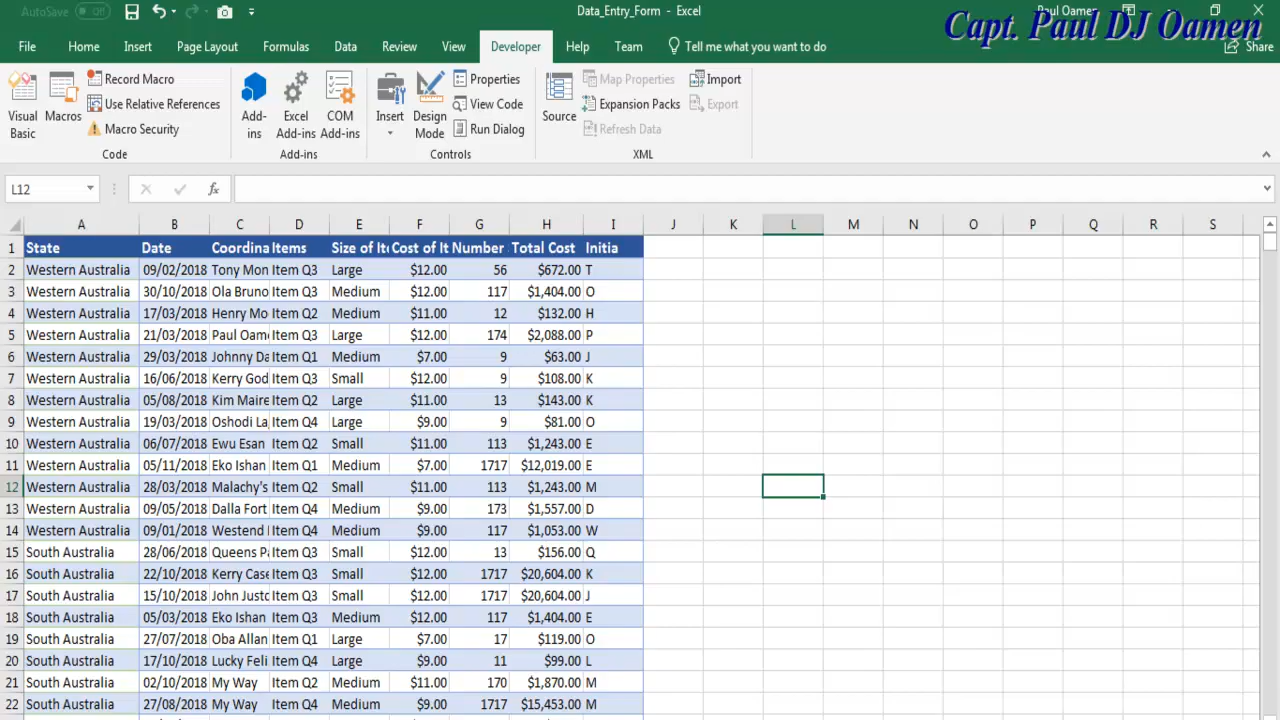 AutoSave Off Data_Entry_Form - Excel Paul Oamen
Capt. Paul DJ Oamen
File Home Insert Page Layout Formulas Data Review View Developer Help Team Tell me what you want to do Share
Visual Basic Macros Record Macro Use Relative References Macro Security Code
Add-ins Excel Add-ins COM Add-ins Add-ins
Insert Design Mode Properties View Code Run Dialog Controls
Source Map Properties Expansion Packs Refresh Data Import Export XML
L12 fx
A B C D E F G H I J K L M N O P Q R S
1 State Date Coordina Items Size of Ite Cost of It Number Total Cost Initia
2 Western Australia 09/02/2018 Tony Mon Item Q3 Large $12.00 56 $672.00 T
3 Western Australia 30/10/2018 Ola Bruno Item Q3 Medium $12.00 117 $1,404.00 O
4 Western Australia 17/03/2018 Henry Mo Item Q2 Medium $11.00 12 $132.00 H
5 Western Australia 21/03/2018 Paul Oame Item Q3 Large $12.00 174 $2,088.00 P
6 Western Australia 29/03/2018 Johnny Da Item Q1 Medium $7.00 9 $63.00 J
7 Western Australia 16/06/2018 Kerry God Item Q3 Small $12.00 9 $108.00 K
8 Western Australia 05/08/2018 Kim Maire Item Q2 Large $11.00 13 $143.00 K
9 Western Australia 19/03/2018 Oshodi La Item Q4 Large $9.00 9 $81.00 O
10 Western Australia 06/07/2018 Ewu Esan Item Q2 Small $11.00 113 $1,243.00 E
11 Western Australia 05/11/2018 Eko Ishan Item Q1 Medium $7.00 1717 $12,019.00 E
12 Western Australia 28/03/2018 Malachy's Item Q2 Small $11.00 113 $1,243.00 M
13 Western Australia 09/05/2018 Dalla Fort Item Q4 Medium $9.00 173 $1,557.00 D
14 Western Australia 09/01/2018 Westend Item Q4 Medium $9.00 117 $1,053.00 W
15 South Australia 28/06/2018 Queens Pa Item Q3 Small $12.00 13 $156.00 Q
16 South Australia 22/10/2018 Kerry Case Item Q3 Small $12.00 1717 $20,604.00 K
17 South Australia 15/10/2018 John Justo Item Q3 Small $12.00 1717 $20,604.00 J
18 South Australia 05/03/2018 Eko Ishan Item Q3 Medium $12.00 117 $1,404.00 E
19 South Australia 27/07/2018 Oba Allan Item Q1 Large $7.00 17 $119.00 O
20 South Australia 17/10/2018 Lucky Feli Item Q4 Large $9.00 11 $99.00 L
21 South Australia 02/10/2018 My Way Item Q2 Medium $11.00 170 $1,870.00 M
22 South Australia 27/08/2018 My Way Item Q4 Medium $9.00 1717 $15,453.00 M